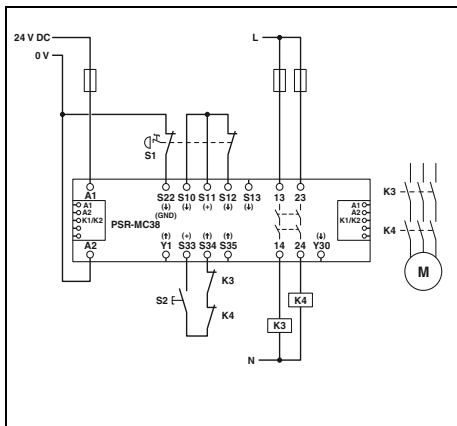 24 V DC
0 V
L
S1
A1 S22 S10 S11 S12 S13 13 23
(↓) (↓) (+) (↓) (↓)
(GND)
A1
A2
K1/K2
PSR-MC38
A1
A2
K1/K2
(↑) (+) (↑) (↑) (↓)
A2 Y1 S33 S34 S35 14 24 Y30
K3
K4
M
S2
K3
K4
K4
K3
N